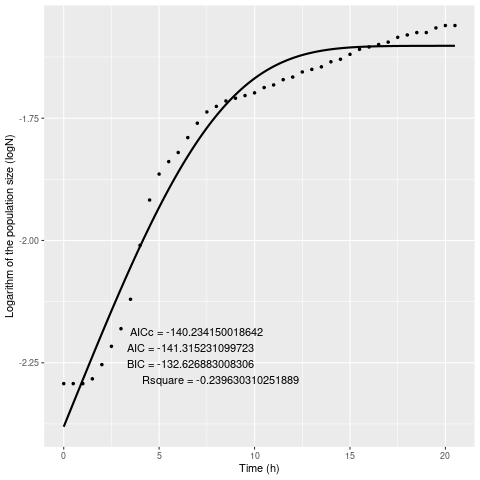 Logarithm of the population size (logN)
-1.75
-2.00
-2.25
AICc = -140.234150018642
AIC = -141.315231099723
BIC = -132.626883008306
Rsquare = -0.239630310251889
0 5 10 15 20
Time (h)